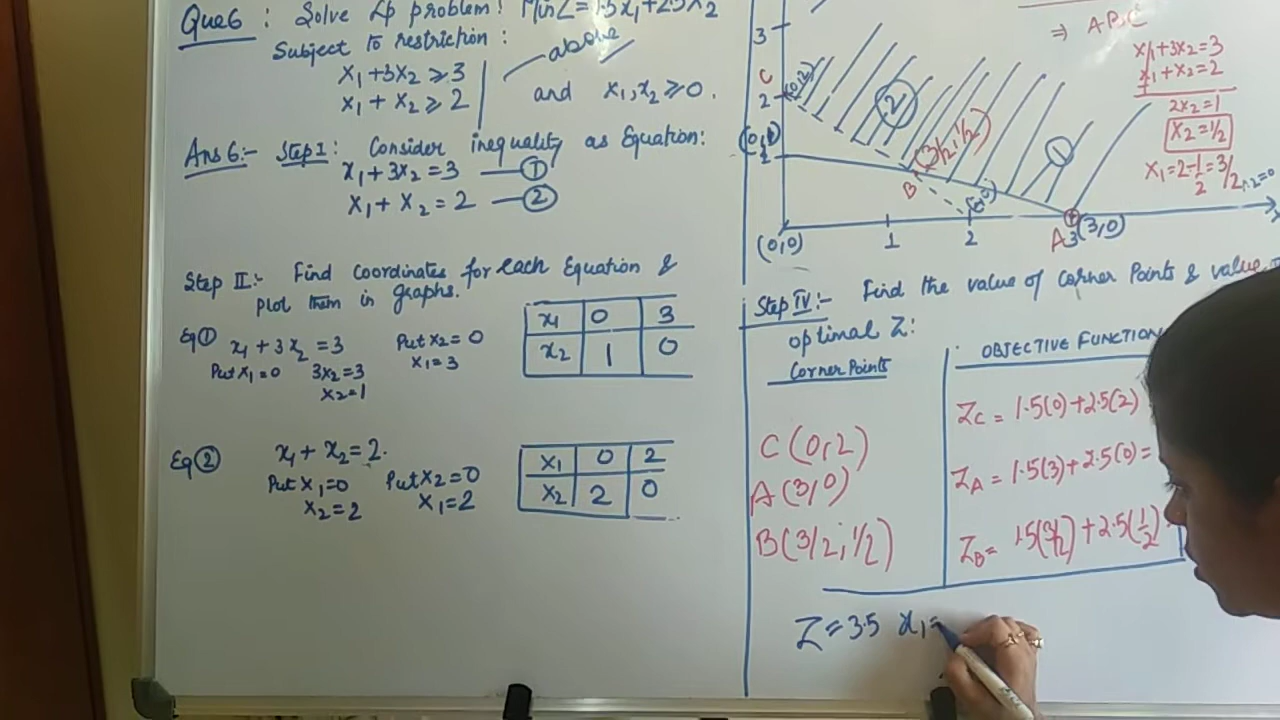 Que6 : Solve Lp problem! Min Z = 1.5x₁+2.5x₂
Subject to restriction :
x₁+3x₂ ≥ 3
x₁ + x₂ ≥ 2
above
and x₁,x₂ ≥ 0.
Ans 6:- Step I: Consider inequality as Equation:
x₁+3x₂ = 3 —①
x₁ + x₂ = 2 —②
Step II:- Find Coordinates for each Equation &
plot them in graphs.
Eq① x₁ + 3x₂ = 3
Put x₁=0 3x₂=3
x₂=1
Put x₂ = 0
x₁=3
x₁ 0 3
x₂ 1 0
Eq② x₁ + x₂ = 2.
Put x₁=0
x₂ = 2
Put x₂=0
x₁=2
x₁ 0 2
x₂ 2 0
3
C
2
(0,2)
1
(0,0)
1
2
3
A
(3,0)
B
(3/2,1/2)
②
①
⇒ ABC
x₁+3x₂=3
x₁+x₂=2
2x₂=1
x₂=1/2
x₁=2-1/2=3/2
Step IV:- Find the value of corner Points & value
optimal Z:
Corner Points
OBJECTIVE FUNCTION
C (0,2)
Z_C = 1.5(0)+2.5(2)
A (3,0)
Z_A = 1.5(3)+2.5(0)=
B(3/2,1/2)
Z_B= 1.5(3/2)+2.5(1/2)
Z = 3.5 x₁=